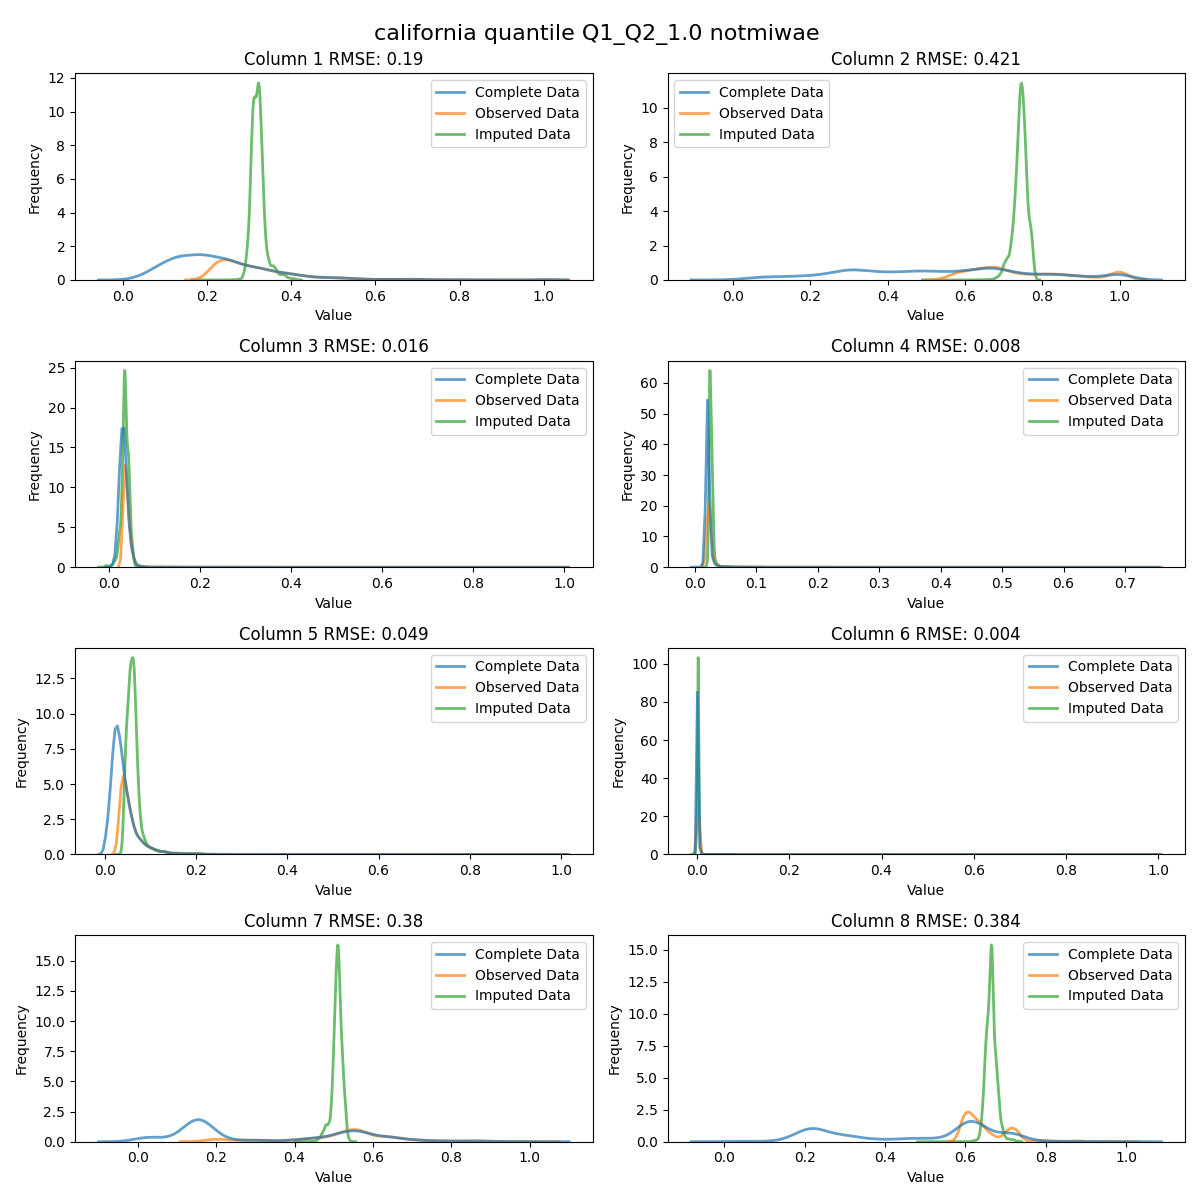 california quantile Q1_Q2_1.0 notmiwae
Column 1 RMSE: 0.19
Column 2 RMSE: 0.421
12
10
8
6
4
2
0
Frequency
Complete Data
Observed Data
Imputed Data
0.0 0.2 0.4 0.6 0.8 1.0
Value
10
8
6
4
2
0
Frequency
Complete Data
Observed Data
Imputed Data
0.0 0.2 0.4 0.6 0.8 1.0
Value
Column 3 RMSE: 0.016
Column 4 RMSE: 0.008
25
20
15
10
5
0
Frequency
Complete Data
Observed Data
Imputed Data
0.0 0.2 0.4 0.6 0.8 1.0
Value
60
50
40
30
20
10
0
Frequency
Complete Data
Observed Data
Imputed Data
0.0 0.1 0.2 0.3 0.4 0.5 0.6 0.7
Value
Column 5 RMSE: 0.049
Column 6 RMSE: 0.004
12.5
10.0
7.5
5.0
2.5
0.0
Frequency
Complete Data
Observed Data
Imputed Data
0.0 0.2 0.4 0.6 0.8 1.0
Value
100
80
60
40
20
0
Frequency
Complete Data
Observed Data
Imputed Data
0.0 0.2 0.4 0.6 0.8 1.0
Value
Column 7 RMSE: 0.38
Column 8 RMSE: 0.384
15.0
12.5
10.0
7.5
5.0
2.5
0.0
Frequency
Complete Data
Observed Data
Imputed Data
0.0 0.2 0.4 0.6 0.8 1.0
Value
15.0
12.5
10.0
7.5
5.0
2.5
0.0
Frequency
Complete Data
Observed Data
Imputed Data
0.0 0.2 0.4 0.6 0.8 1.0
Value